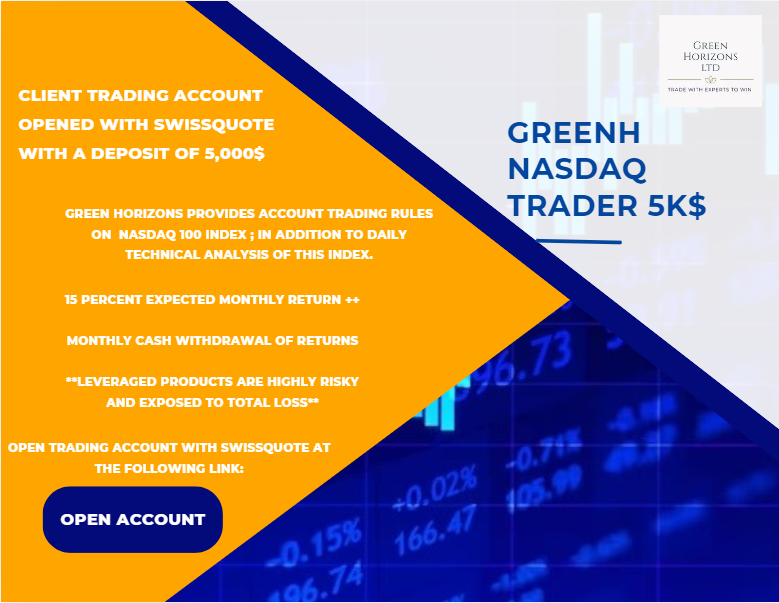 CLIENT TRADING ACCOUNT
OPENED WITH SWISSQUOTE
WITH A DEPOSIT OF 5,000$
GREEN HORIZONS PROVIDES ACCOUNT TRADING RULES
ON NASDAQ 100 INDEX ; IN ADDITION TO DAILY
TECHNICAL ANALYSIS OF THIS INDEX.
15 PERCENT EXPECTED MONTHLY RETURN ++
MONTHLY CASH WITHDRAWAL OF RETURNS
**LEVERAGED PRODUCTS ARE HIGHLY RISKY
AND EXPOSED TO TOTAL LOSS**
OPEN TRADING ACCOUNT WITH SWISSQUOTE AT
THE FOLLOWING LINK:
OPEN ACCOUNT
GREEN
HORIZONS
LTD
TRADE WITH EXPERTS TO WIN
GREENH
NASDAQ
TRADER 5K$
96.73
-0.71%
105.99
+0.02%
166.47
-0.15%
196.74